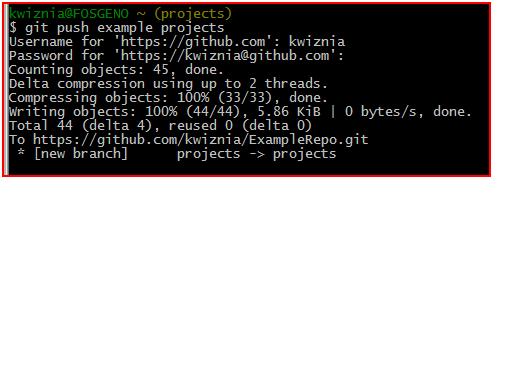 kwiznia@FOSGENO ~ (projects)
$ git push example projects
Username for 'https://github.com': kwiznia
Password for 'https://kwiznia@github.com':
Counting objects: 45, done.
Delta compression using up to 2 threads.
Compressing objects: 100% (33/33), done.
Writing objects: 100% (44/44), 5.86 KiB | 0 bytes/s, done.
Total 44 (delta 4), reused 0 (delta 0)
To https://github.com/kwiznia/ExampleRepo.git
 * [new branch]      projects -> projects